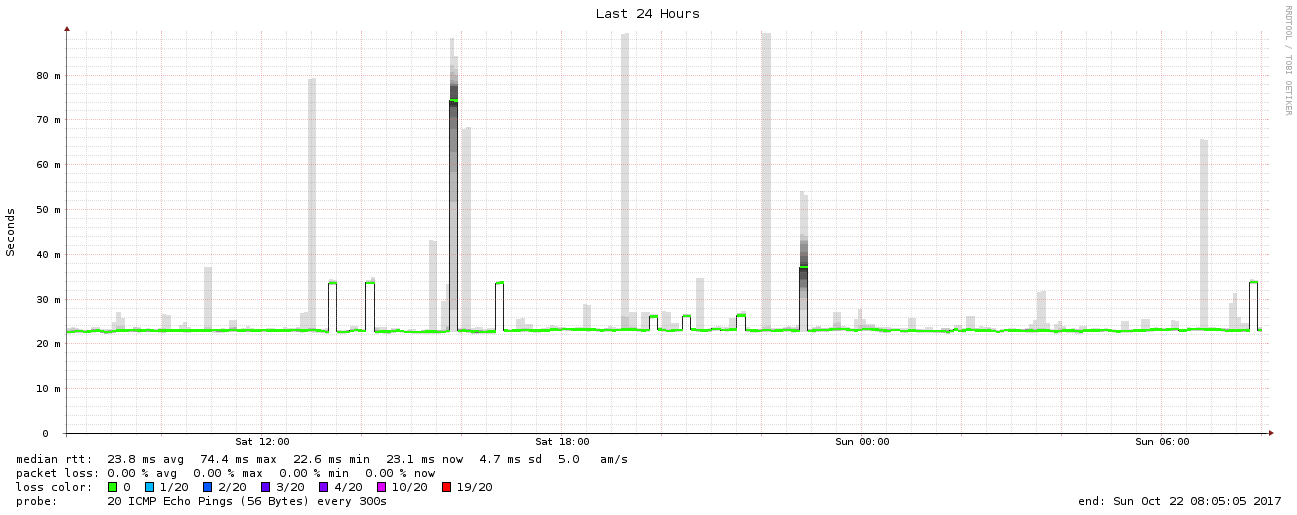 Last 24 Hours
RRDTOOL / TOBI OETIKER
Seconds
80 m
70 m
60 m
50 m
40 m
30 m
20 m
10 m
0
Sat 12:00 Sat 18:00 Sun 00:00 Sun 06:00
median rtt: 23.8 ms avg 74.4 ms max 22.6 ms min 23.1 ms now 4.7 ms sd 5.0 am/s
packet loss: 0.00 % avg 0.00 % max 0.00 % min 0.00 % now
loss color: 0 1/20 2/20 3/20 4/20 10/20 19/20
probe: 20 ICMP Echo Pings (56 Bytes) every 300s end: Sun Oct 22 08:05:05 2017